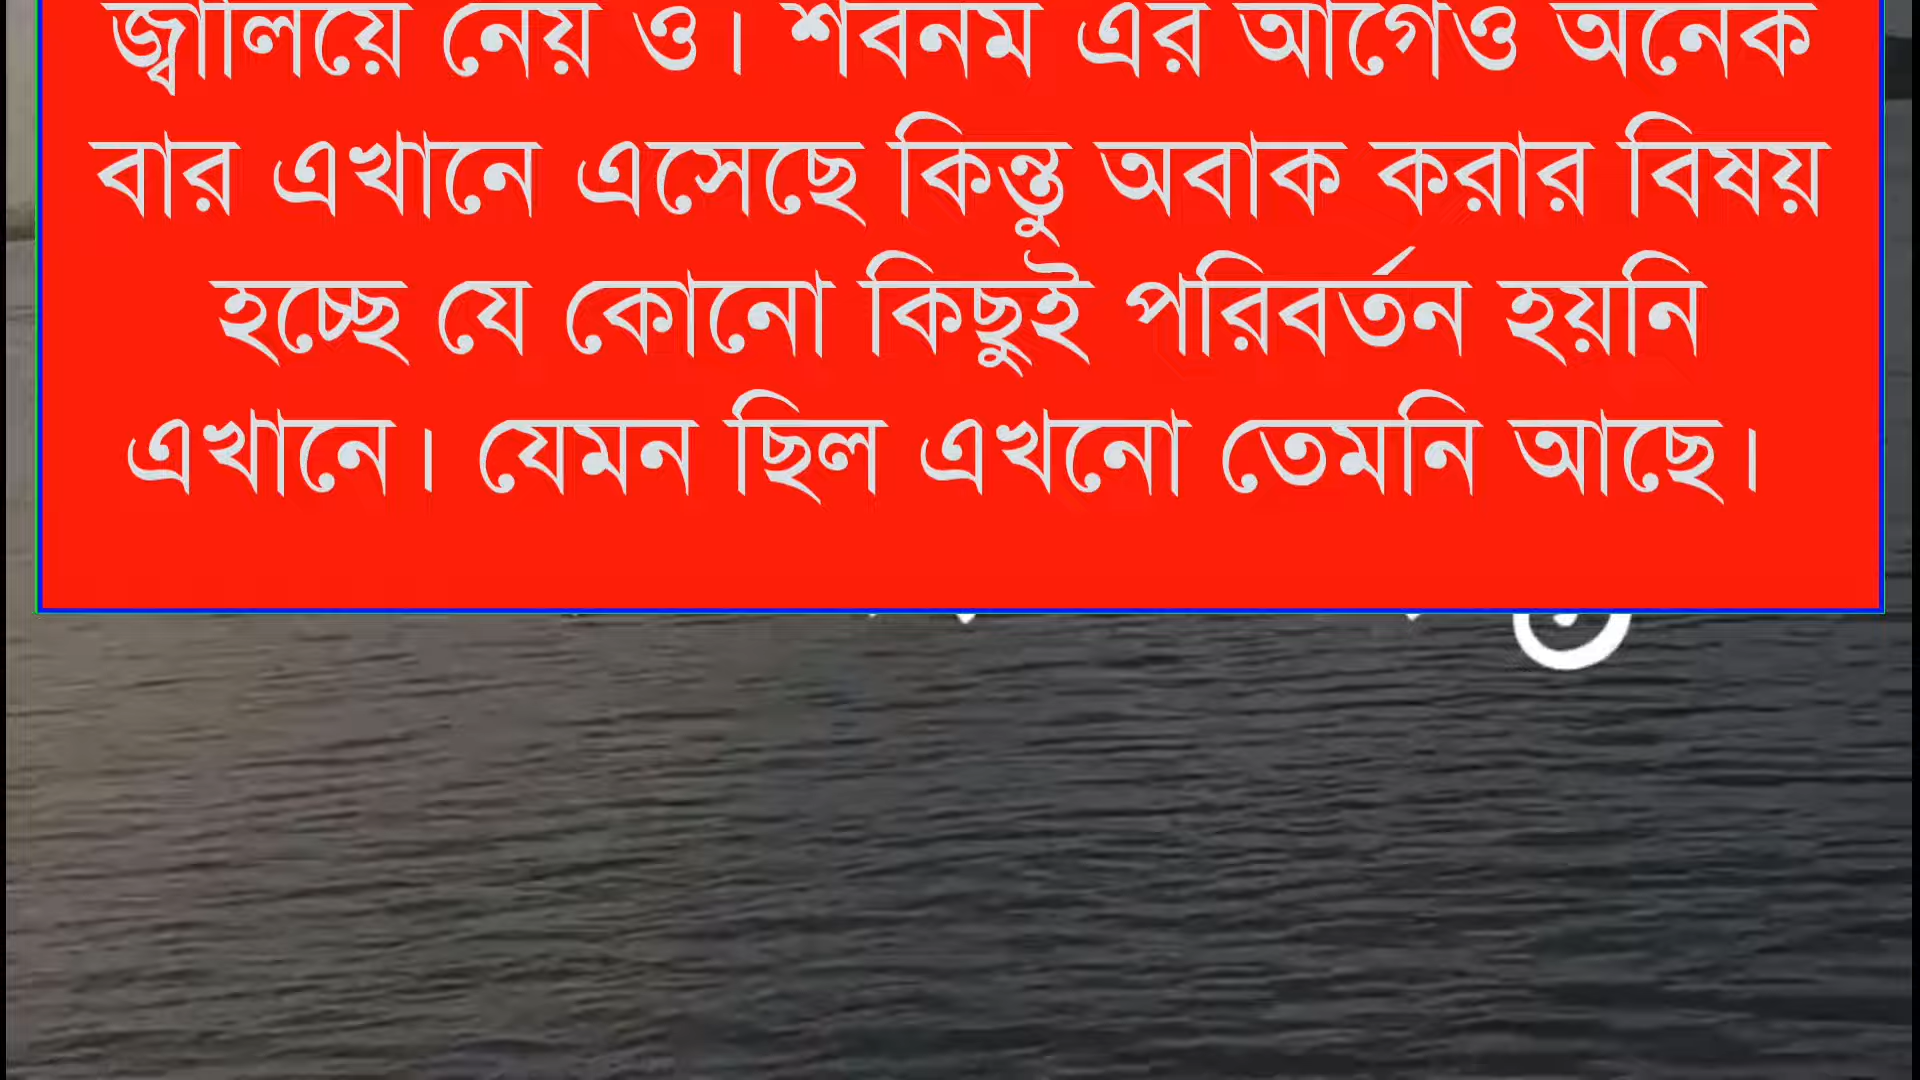 জ্বালিয়ে নেয় ও। শবনম এর আগেও অনেক
বার এখানে এসেছে কিন্তু অবাক করার বিষয়
হচ্ছে যে কোনো কিছুই পরিবর্তন হয়নি
এখানে। যেমন ছিল এখনো তেমনি আছে।